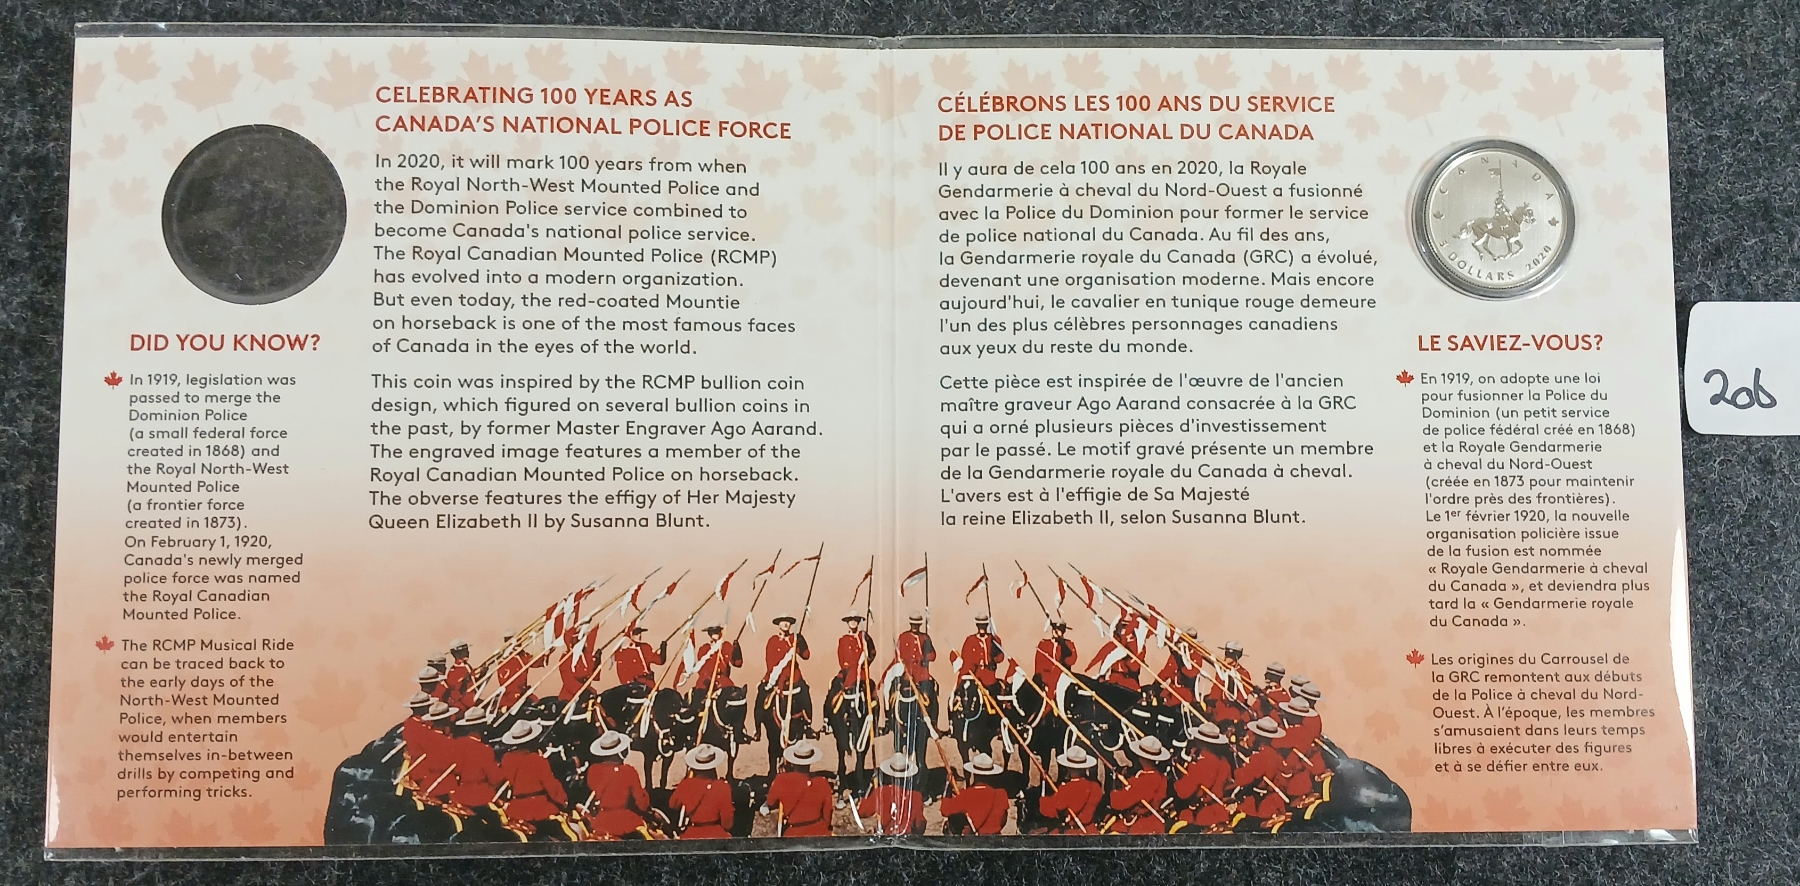 CELEBRATING 100 YEARS AS
CANADA'S NATIONAL POLICE FORCE
In 2020, it will mark 100 years from when
the Royal North-West Mounted Police and
the Dominion Police service combined to
become Canada's national police service.
The Royal Canadian Mounted Police (RCMP)
has evolved into a modern organization.
But even today, the red-coated Mountie
on horseback is one of the most famous faces
of Canada in the eyes of the world.
This coin was inspired by the RCMP bullion coin
design, which figured on several bullion coins in
the past, by former Master Engraver Ago Aarand.
The engraved image features a member of the
Royal Canadian Mounted Police on horseback.
The obverse features the effigy of Her Majesty
Queen Elizabeth II by Susanna Blunt.
DID YOU KNOW?
In 1919, legislation was
passed to merge the
Dominion Police
(a small federal force
created in 1868) and
the Royal North-West
Mounted Police
(a frontier force
created in 1873).
On February 1, 1920,
Canada's newly merged
police force was named
the Royal Canadian
Mounted Police.
The RCMP Musical Ride
can be traced back to
the early days of the
North-West Mounted
Police, when members
would entertain
themselves in-between
drills by competing and
performing tricks.
CÉLÉBRONS LES 100 ANS DU SERVICE
DE POLICE NATIONAL DU CANADA
Il y aura de cela 100 ans en 2020, la Royale
Gendarmerie à cheval du Nord-Ouest a fusionné
avec la Police du Dominion pour former le service
de police national du Canada. Au fil des ans,
la Gendarmerie royale du Canada (GRC) a évolué,
devenant une organisation moderne. Mais encore
aujourd'hui, le cavalier en tunique rouge demeure
l'un des plus célèbres personnages canadiens
aux yeux du reste du monde.
Cette pièce est inspirée de l'œuvre de l'ancien
maître graveur Ago Aarand consacrée à la GRC
qui a orné plusieurs pièces d'investissement
par le passé. Le motif gravé présente un membre
de la Gendarmerie royale du Canada à cheval.
L'avers est à l'effigie de Sa Majesté
la reine Elizabeth II, selon Susanna Blunt.
CANADA
5 DOLLARS 2020
LE SAVIEZ-VOUS?
En 1919, on adopte une loi
pour fusionner la Police du
Dominion (un petit service
de police fédéral créé en 1868)
et la Royale Gendarmerie
à cheval du Nord-Ouest
(créée en 1873 pour maintenir
l'ordre près des frontières).
Le 1er février 1920, la nouvelle
organisation policière issue
de la fusion est nommée
« Royale Gendarmerie à cheval
du Canada », et deviendra plus
tard la « Gendarmerie royale
du Canada ».
Les origines du Carrousel de
la GRC remontent aux débuts
de la Police à cheval du Nord-
Ouest. À l'époque, les membres
s'amusaient dans leurs temps
libres à exécuter des figures
et à se défier entre eux.
206